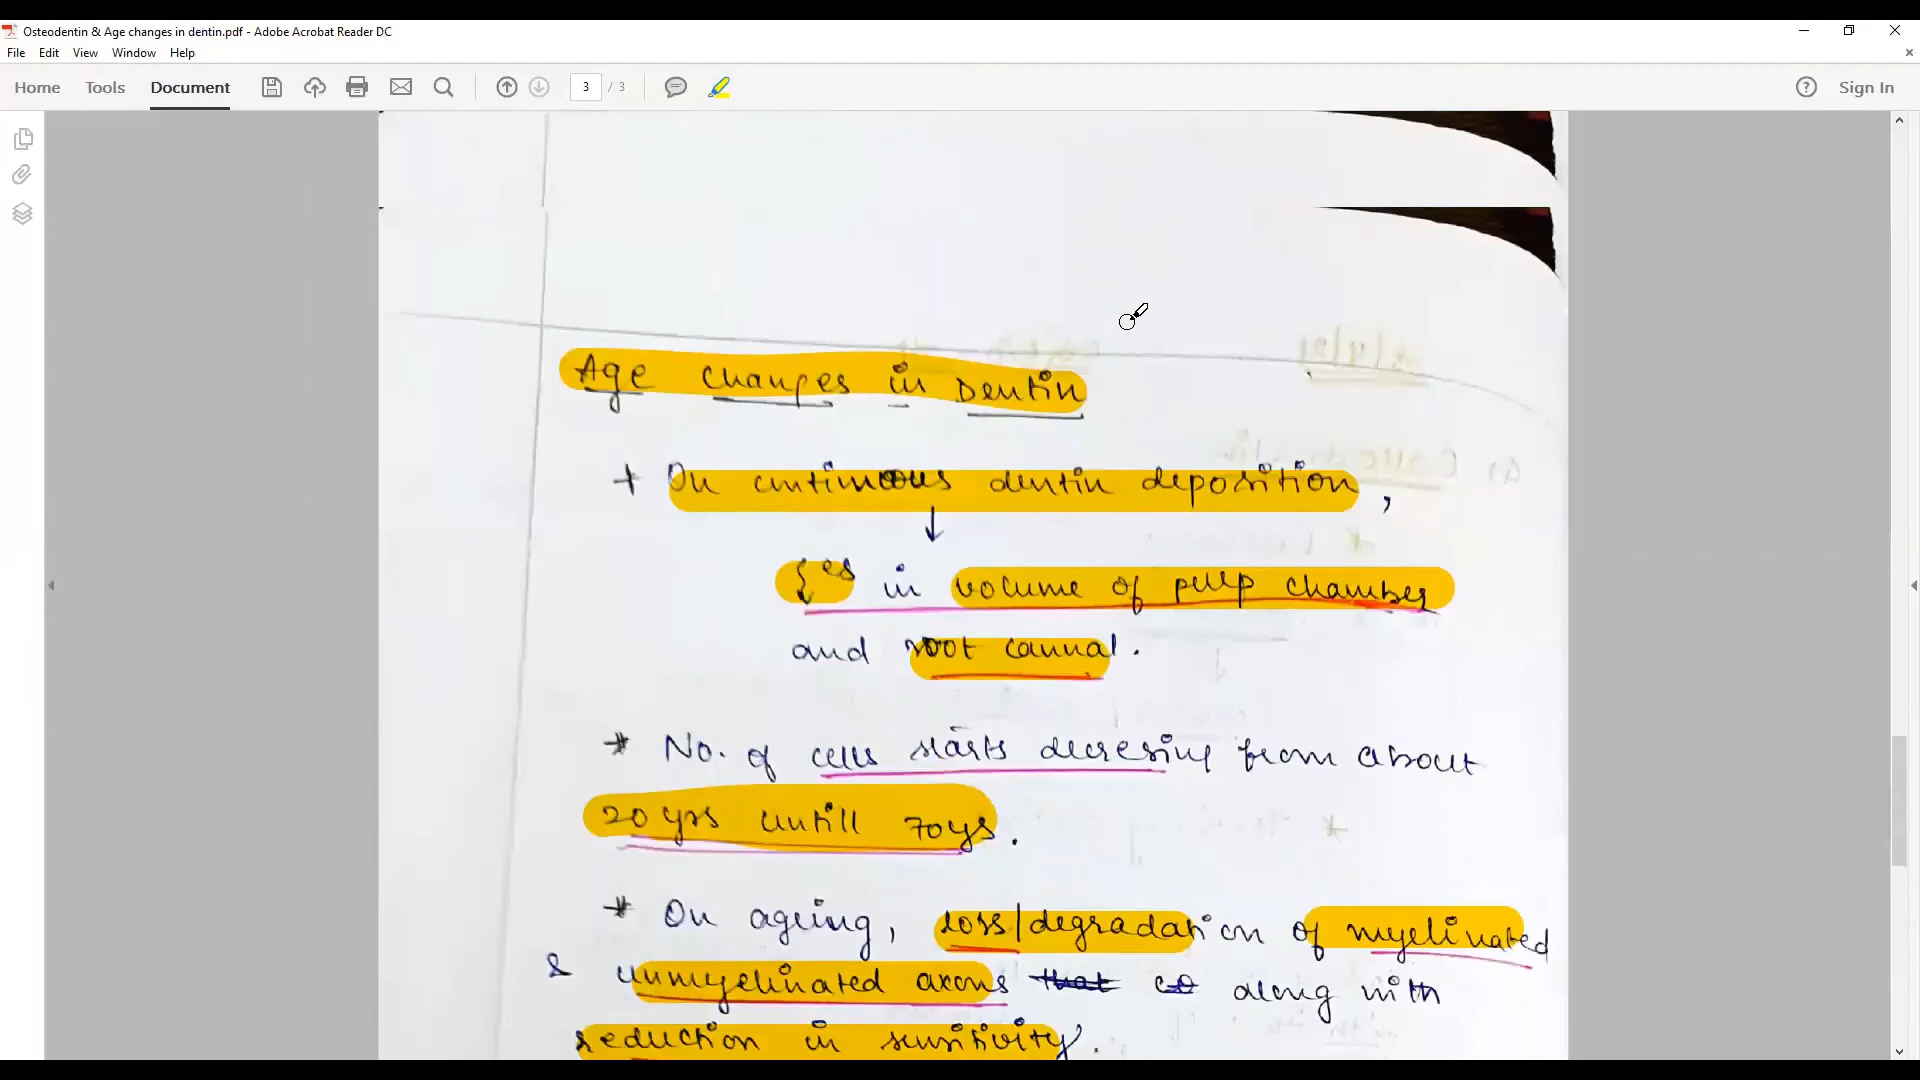 Osteodentin & Age changes in dentin.pdf - Adobe Acrobat Reader DC
File Edit View Window Help
Home Tools Document 3 / 3 Sign In
Age changes in Dentin
+ On continuous dentin deposition,
↓
↓es in volume of pulp chamber
and root cannal.
* No. of cells starts decresing from about
20 yrs untill 70ys.
* On ageing, loss/degradation of myelinated
& unmyelinated axons that along with
reduction in sensitivity.